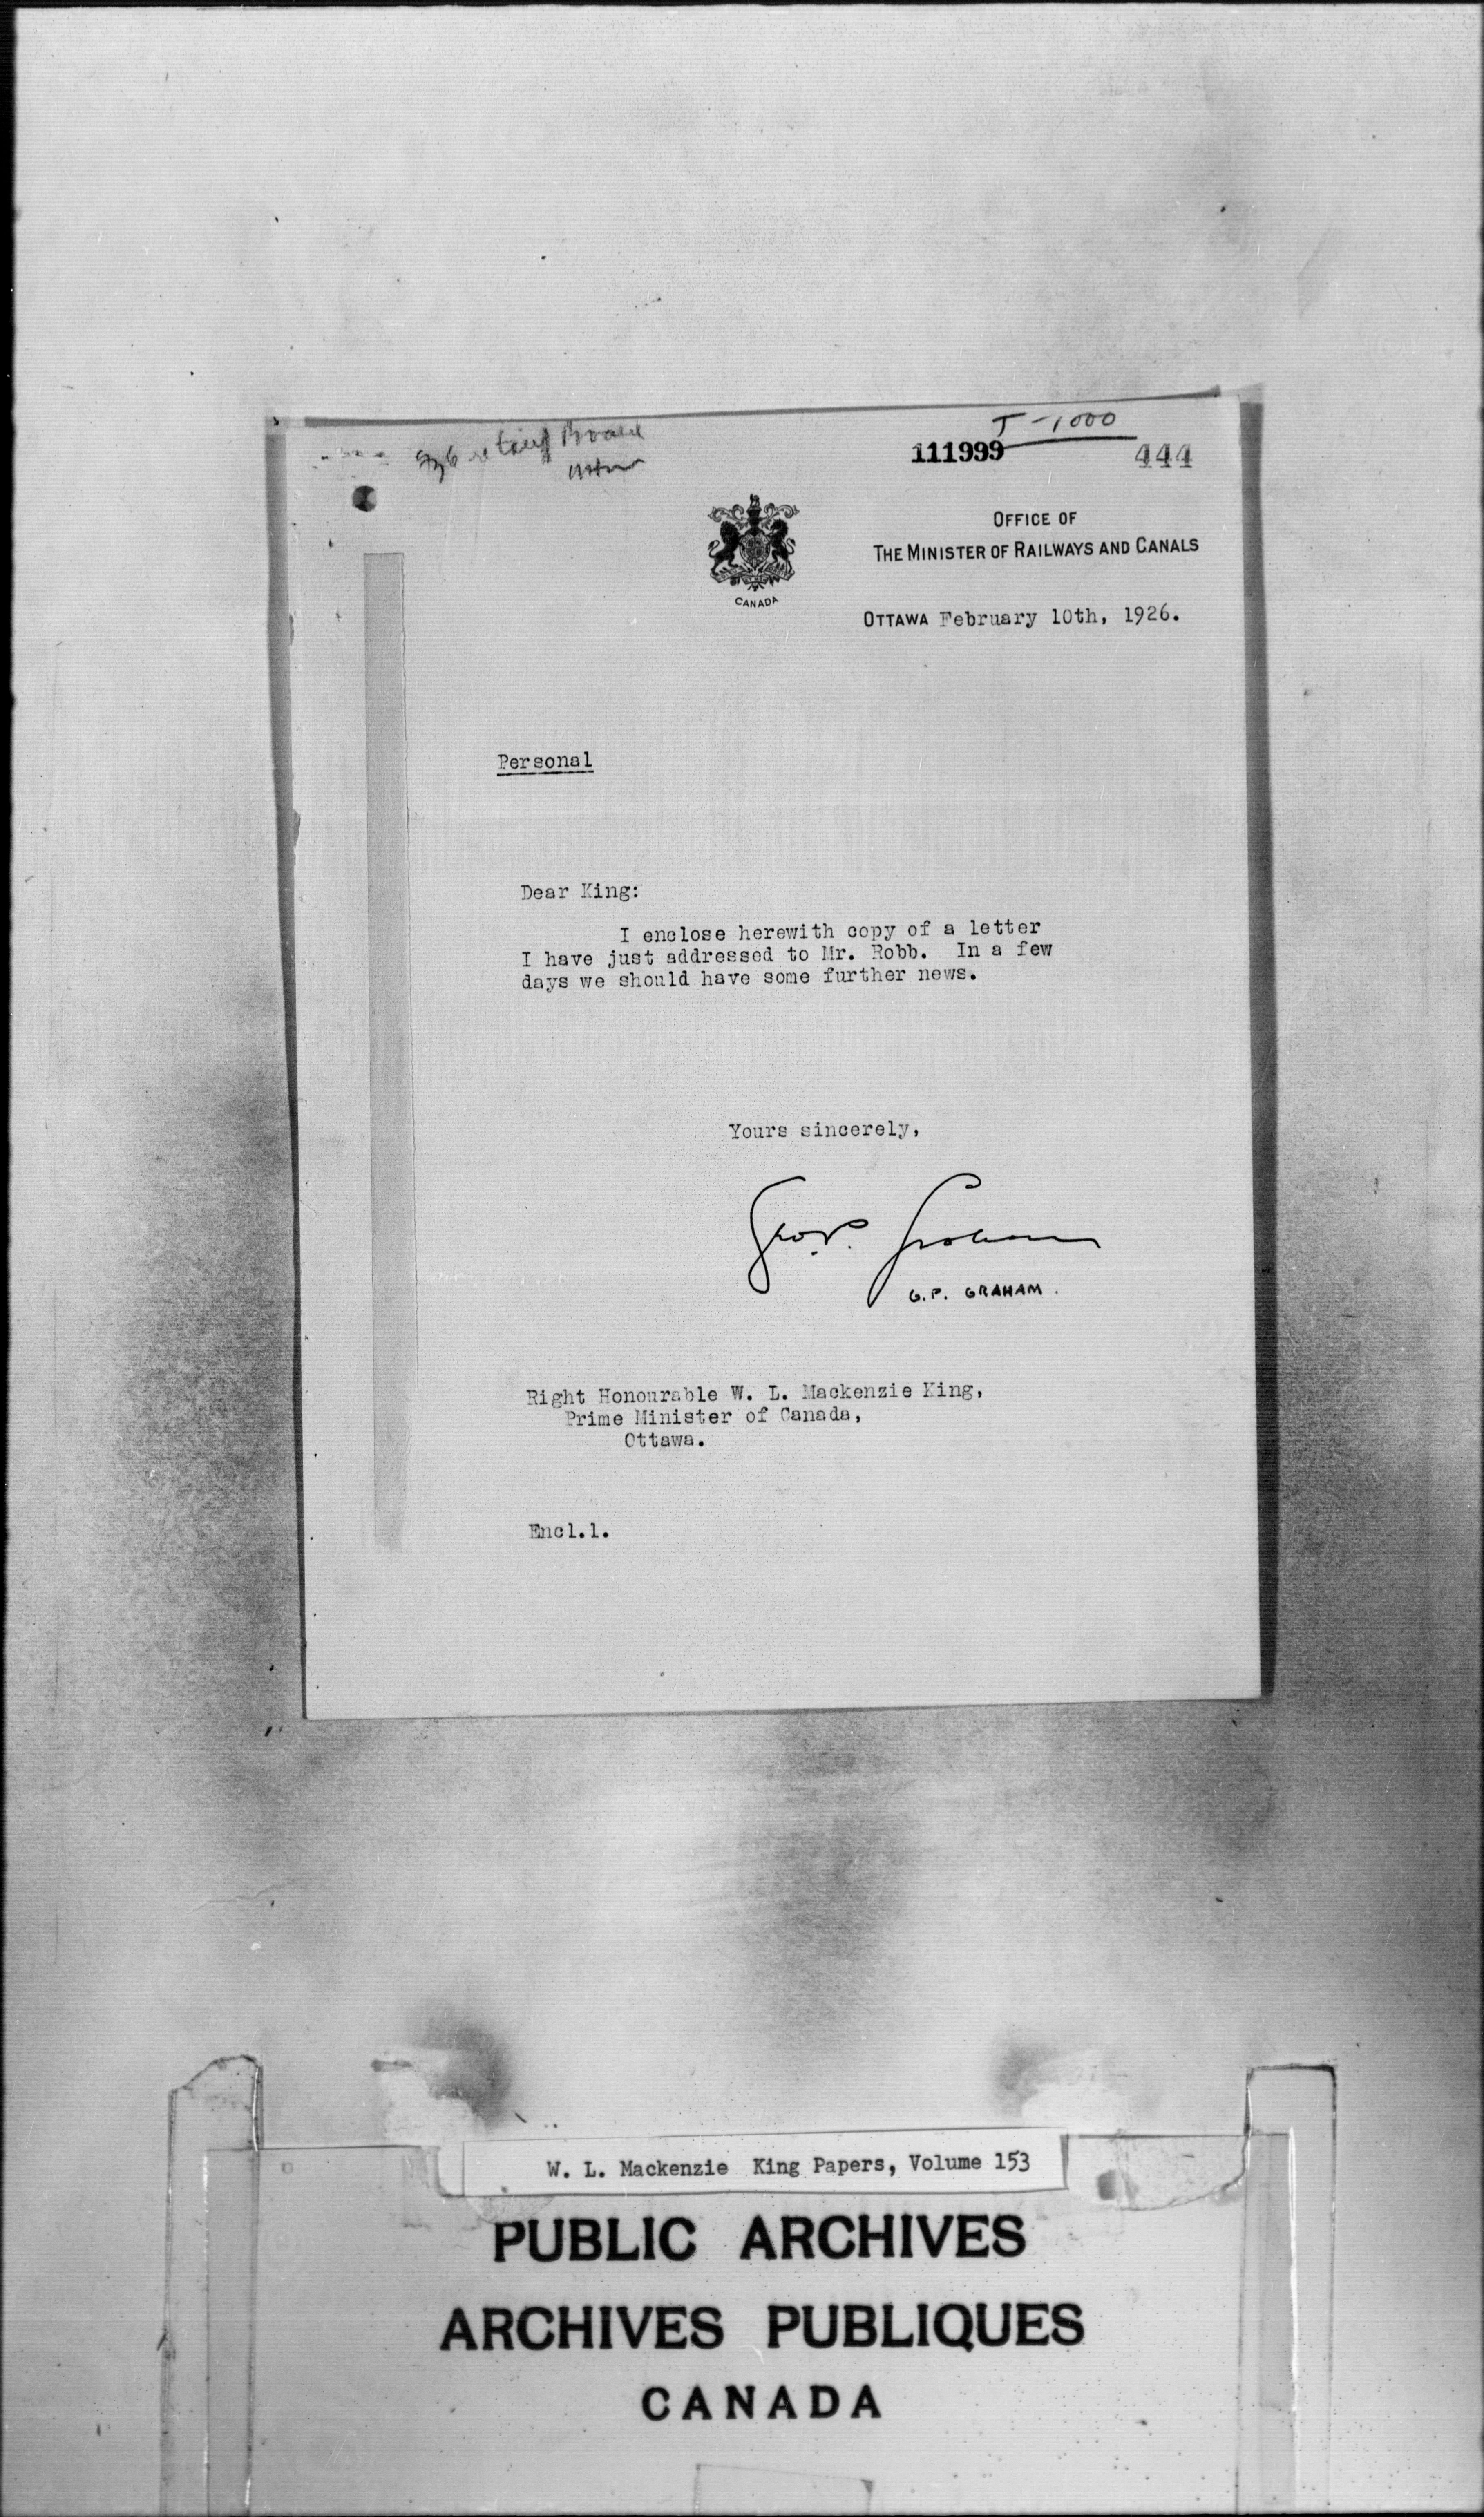 J-1000
111999
444
OFFICE OF
THE MINISTER OF RAILWAYS AND CANALS
CANADA
OTTAWA February 10th, 1926.
Personal
Dear King:
I enclose herewith copy of a letter
I have just addressed to Mr. Robb. In a few
days we should have some further news.
Yours sincerely,
Geo. P. Graham
G.P. GRAHAM.
Right Honourable W. L. Mackenzie King,
Prime Minister of Canada,
Ottawa.
Encl.1.
W. L. Mackenzie King Papers, Volume 153
PUBLIC ARCHIVES
ARCHIVES PUBLIQUES
CANADA